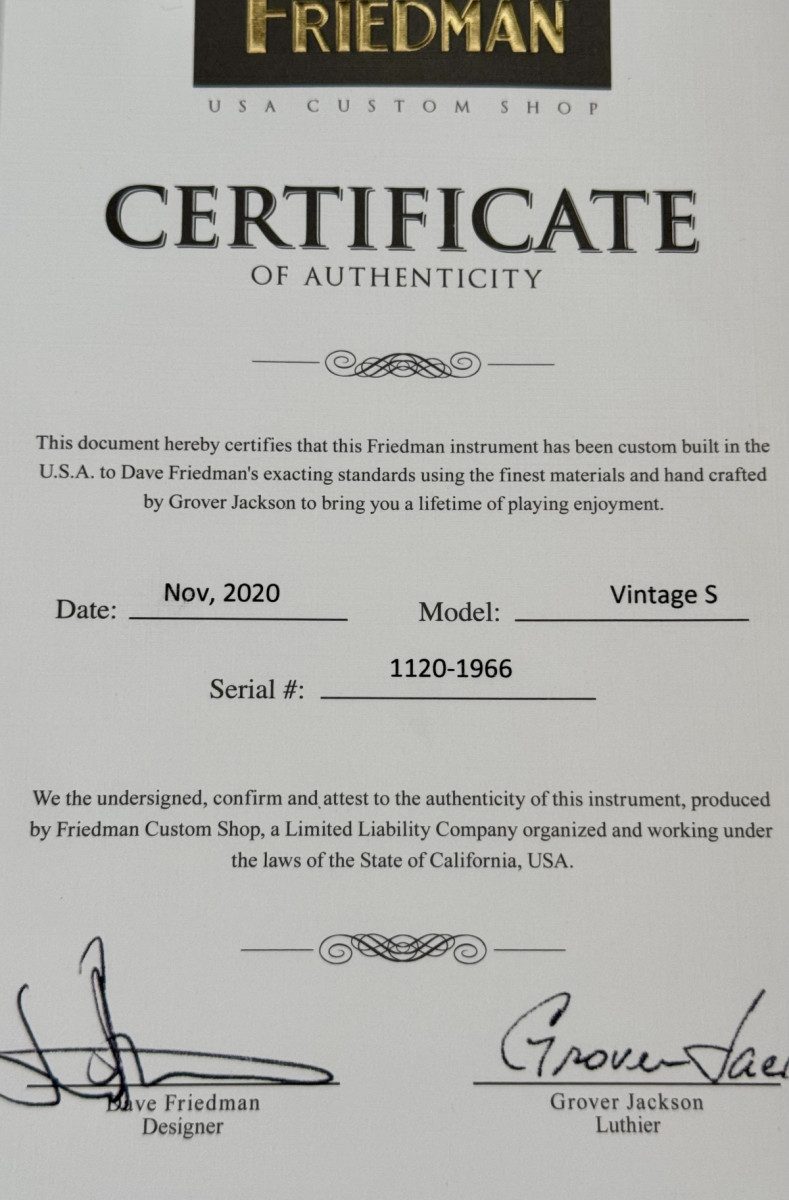 FRIEDMAN
USA CUSTOM SHOP
CERTIFICATE
OF AUTHENTICITY
This document hereby certifies that this Friedman instrument has been custom built in the
U.S.A. to Dave Friedman's exacting standards using the finest materials and hand crafted
by Grover Jackson to bring you a lifetime of playing enjoyment.
Date: Nov, 2020 Model: Vintage S
Serial #: 1120-1966
We the undersigned, confirm and attest to the authenticity of this instrument, produced
by Friedman Custom Shop, a Limited Liability Company organized and working under
the laws of the State of California, USA.
Grover Jac
Dave Friedman Grover Jackson
Designer Luthier